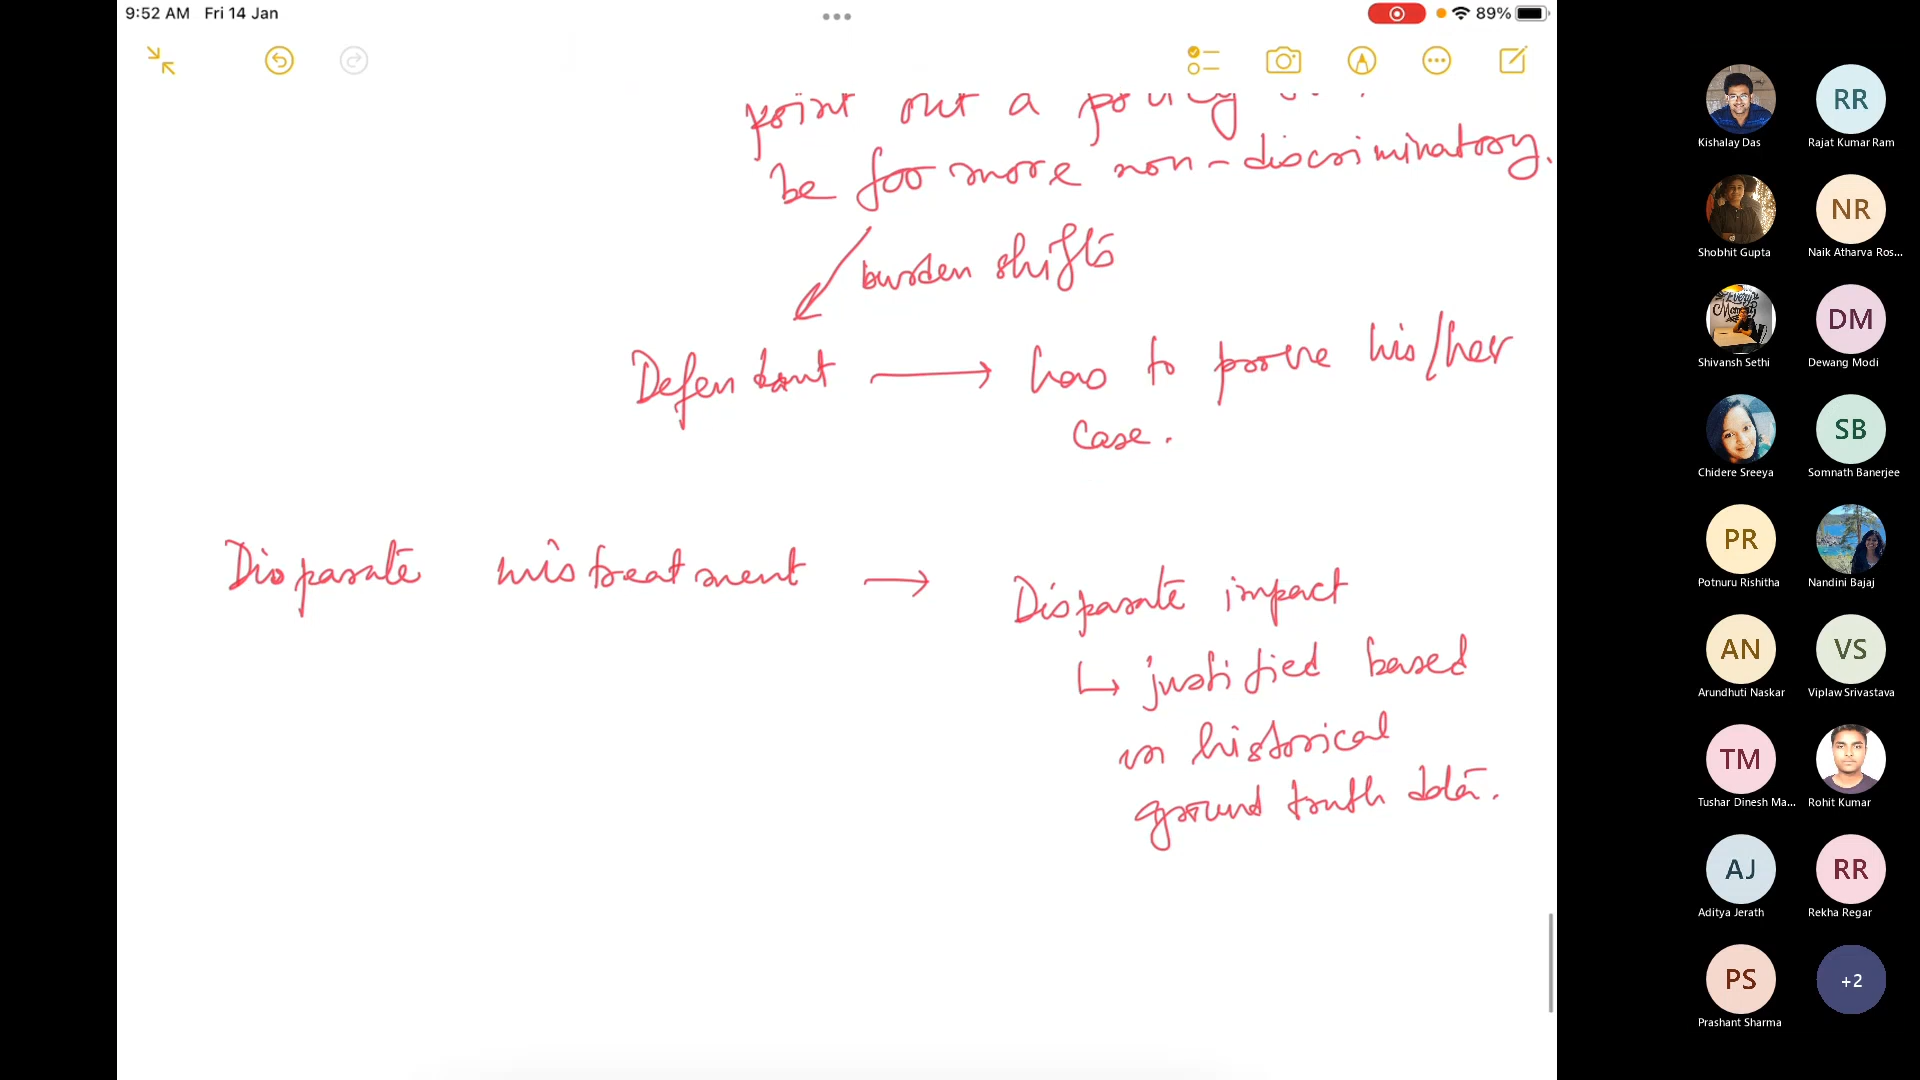 9:52 AM Fri 14 Jan
89%
point out a policy
be far more non-discriminatory.
burden shifts
Defendant → has to prove his/her
case.
Disparate mistreatment → Disparate impact
↳ justified based
on historical
ground truth data.
Kishalay Das
RR
Rajat Kumar Ram
Shobhit Gupta
NR
Naik Atharva Ros...
Shivansh Sethi
DM
Dewang Modi
Chidere Sreeya
SB
Somnath Banerjee
PR
Potnuru Rishitha
Nandini Bajaj
AN
Arundhuti Naskar
VS
Viplaw Srivastava
TM
Tushar Dinesh Ma...
Rohit Kumar
AJ
Aditya Jerath
RR
Rekha Regar
PS
Prashant Sharma
+2